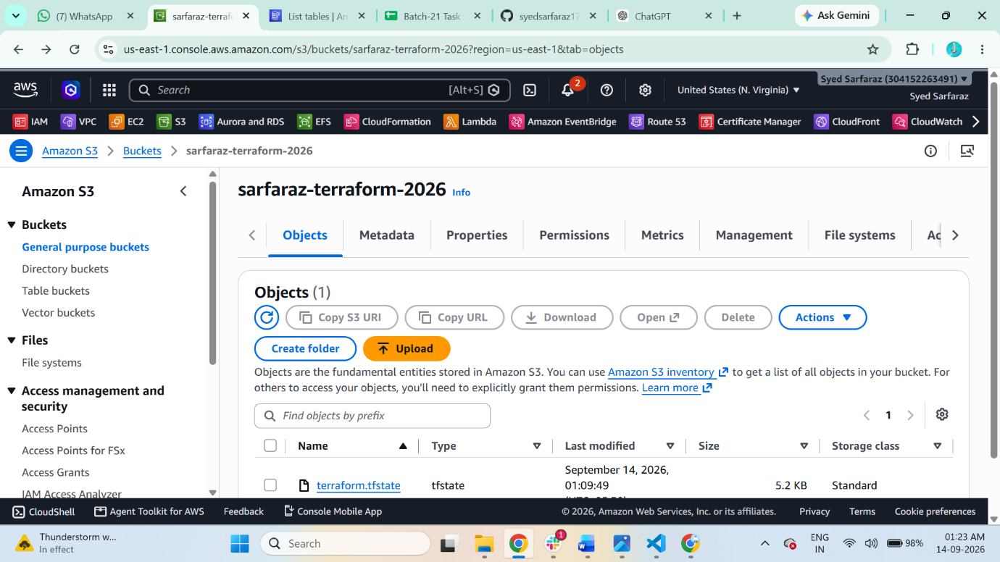 (7) WhatsApp
sarfaraz-terrafo
List tables | Am
Batch-21 Task
syedsarfaraz17
ChatGPT
Ask Gemini
us-east-1.console.aws.amazon.com/s3/buckets/sarfaraz-terraform-2026?region=us-east-1&tab=objects
aws
Search
[Alt+S]
2
United States (N. Virginia)
Syed Sarfaraz (304152263491)
Syed Sarfaraz
IAM
VPC
EC2
S3
Aurora and RDS
EFS
CloudFormation
Lambda
Amazon EventBridge
Route 53
Certificate Manager
CloudFront
CloudWatch
Amazon S3
Buckets
sarfaraz-terraform-2026
Amazon S3
Buckets
General purpose buckets
Directory buckets
Table buckets
Vector buckets
Files
File systems
Access management and
security
Access Points
Access Points for FSx
Access Grants
IAM Access Analyzer
sarfaraz-terraform-2026 Info
Objects
Metadata
Properties
Permissions
Metrics
Management
File systems
Ac
Objects (1)
Copy S3 URI
Copy URL
Download
Open
Delete
Actions
Create folder
Upload
Objects are the fundamental entities stored in Amazon S3. You can use Amazon S3 inventory to get a list of all objects in your bucket. For
others to access your objects, you'll need to explicitly grant them permissions. Learn more
Find objects by prefix
1
Name
Type
Last modified
Size
Storage class
terraform.tfstate
tfstate
September 14, 2026,
01:09:49
5.2 KB
Standard
CloudShell
Agent Toolkit for AWS
Feedback
Console Mobile App
© 2026, Amazon Web Services, Inc. or its affiliates.
Privacy
Terms
Cookie preferences
Thunderstorm w...
In effect
Search
1
ENG
IN
98%
01:23 AM
14-09-2026